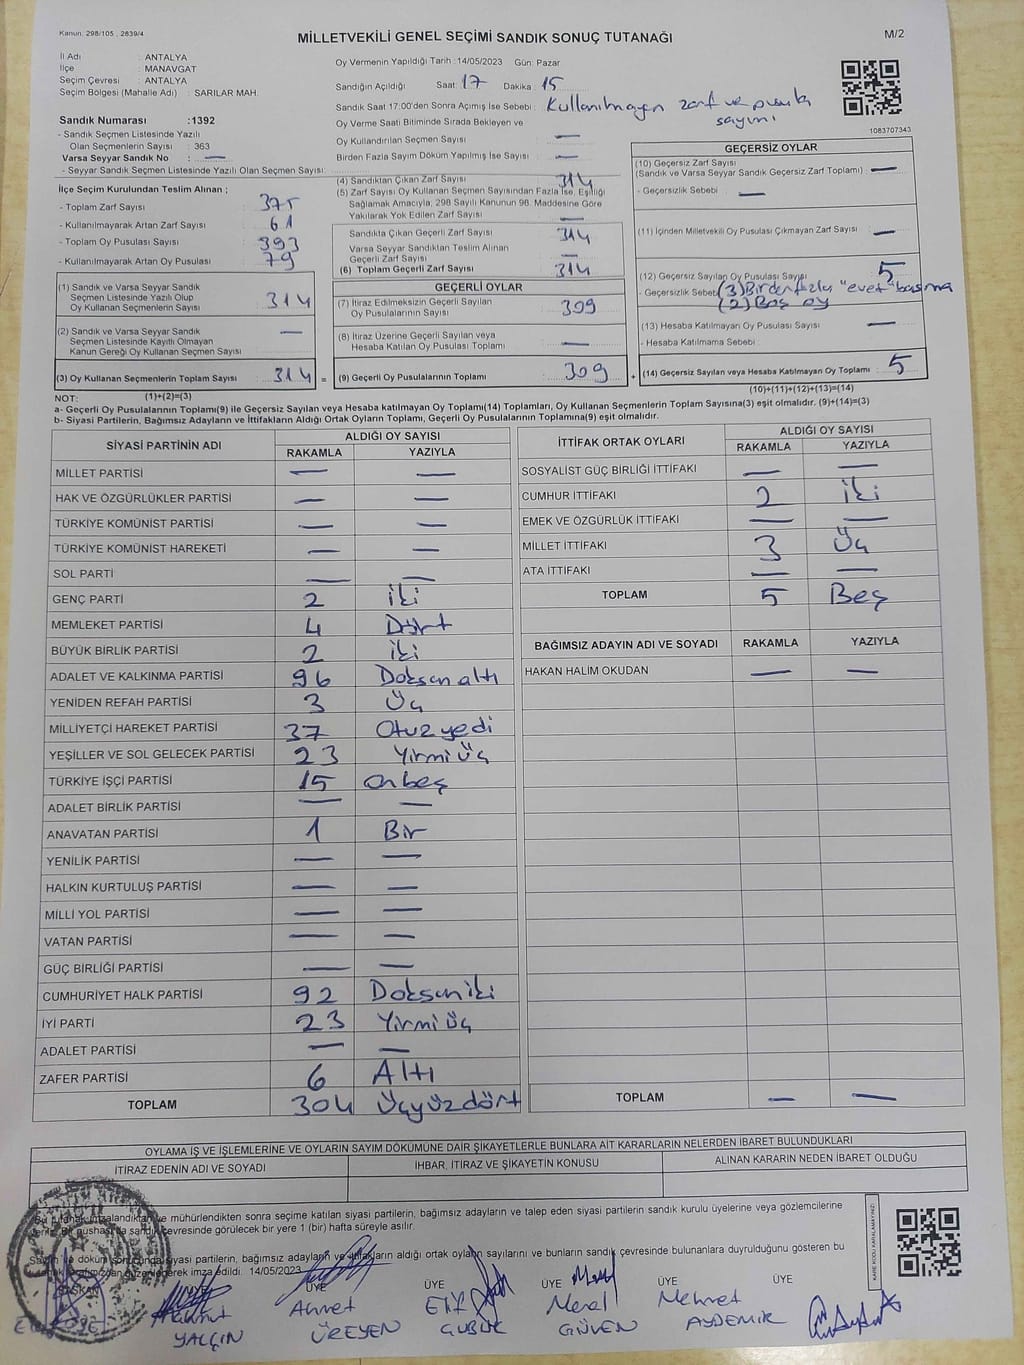 Kanun. 298/105 , 2839/4
MİLLETVEKİLİ GENEL SEÇİMİ SANDIK SONUÇ TUTANAĞI
M/2
İl Adı : ANTALYA
İlçe : MANAVGAT
Seçim Çevresi : ANTALYA
Seçim Bölgesi (Mahalle Adı) : SARILAR MAH.
Oy Vermenin Yapıldığı Tarih :14/05/2023 Gün: Pazar
Sandığın Açıldığı Saat: 17 Dakika: 15
Sandık Saat 17:00'den Sonra Açımış İse Sebebi : Kullanılmayan zarf ve pusula sayımı
Oy Verme Saati Bitiminde Sırada Bekleyen ve
Oy Kullandırılan Seçmen Sayısı : —
Birden Fazla Sayım Döküm Yapılmış İse Sayısı : —
1083707343
Sandık Numarası :1392
- Sandık Seçmen Listesinde Yazılı
Olan Seçmenlerin Sayısı : 363
Varsa Seyyar Sandık No : —
- Seyyar Sandık Seçmen Listesinde Yazılı Olan Seçmen Sayısı:
İlçe Seçim Kurulundan Teslim Alınan ;
- Toplam Zarf Sayısı : 375
- Kullanılmayarak Artan Zarf Sayısı : 61
- Toplam Oy Pusulası Sayısı : 393
- Kullanılmayarak Artan Oy Pusulası : 79
(1) Sandık ve Varsa Seyyar Sandık
Seçmen Listesinde Yazılı Olup
Oy Kullanan Seçmenlerin Sayısı : 314
(2) Sandık ve Varsa Seyyar Sandık
Seçmen Listesinde Kayıtlı Olmayan
Kanun Gereği Oy Kullanan Seçmen Sayısı : —
(3) Oy Kullanan Seçmenlerin Toplam Sayısı : 314 =
(4) Sandıktan Çıkan Zarf Sayısı : 314
(5) Zarf Sayısı Oy Kullanan Seçmen Sayısından Fazla İse, Eşitliği
Sağlamak Amacıyla, 298 Sayılı Kanunun 98. Maddesine Göre
Yakılarak Yok Edilen Zarf Sayısı : —
Sandıkta Çıkan Geçerli Zarf Sayısı : 314
Varsa Seyyar Sandıktan Teslim Alınan
Geçerli Zarf Sayısı : —
(6) Toplam Geçerli Zarf Sayısı : 314
GEÇERLİ OYLAR
(7) İtiraz Edilmeksizin Geçerli Sayılan
Oy Pusulalarının Sayısı : 309
(8) İtiraz Üzerine Geçerli Sayılan veya
Hesaba Katılan Oy Pusulası Toplamı : —
(9) Geçerli Oy Pusulalarının Toplamı : 309 +
GEÇERSİZ OYLAR
(10) Geçersiz Zarf Sayısı
(Sandık ve Varsa Seyyar Sandık Geçersiz Zarf Toplamı) : —
- Geçersizlik Sebebi : —
(11) İçinden Milletvekili Oy Pusulası Çıkmayan Zarf Sayısı : —
(12) Geçersiz Sayılan Oy Pusulası Sayısı : 5
- Geçersizlik Sebebi : (3) Birden fazla "evet" basma
(2) Boş oy
(13) Hesaba Katılmayan Oy Pusulası Sayısı : —
- Hesaba Katılmama Sebebi :
(14) Geçersiz Sayılan veya Hesaba Katılmayan Oy Toplamı : 5
NOT: (1)+(2)=(3)
(10)+(11)+(12)+(13)=(14)
a- Geçerli Oy Pusulalarının Toplamı(9) ile Geçersiz Sayılan veya Hesaba katılmayan Oy Toplamı(14) Toplamları, Oy Kullanan Seçmenlerin Toplam Sayısına(3) eşit olmalıdır. (9)+(14)=(3)
b- Siyasi Partilerin, Bağımsız Adayların ve İttifakların Aldığı Ortak Oyların Toplamı, Geçerli Oy Pusulalarının Toplamına(9) eşit olmalıdır.
SİYASİ PARTİNİN ADI ALDIĞI OY SAYISI
RAKAMLA YAZIYLA
MİLLET PARTİSİ — —
HAK VE ÖZGÜRLÜKLER PARTİSİ — —
TÜRKİYE KOMÜNİST PARTİSİ — —
TÜRKİYE KOMÜNİST HAREKETİ — —
SOL PARTİ — —
GENÇ PARTİ 2 iki
MEMLEKET PARTİSİ 4 Dört
BÜYÜK BİRLİK PARTİSİ 2 iki
ADALET VE KALKINMA PARTİSİ 96 Doksan altı
YENİDEN REFAH PARTİSİ 3 Üç
MİLLİYETÇİ HAREKET PARTİSİ 37 Otuz yedi
YEŞİLLER VE SOL GELECEK PARTİSİ 23 Yirmi üç
TÜRKİYE İŞÇİ PARTİSİ 15 onbeş
ADALET BİRLİK PARTİSİ — —
ANAVATAN PARTİSİ 1 Bir
YENİLİK PARTİSİ — —
HALKIN KURTULUŞ PARTİSİ — —
MİLLİ YOL PARTİSİ — —
VATAN PARTİSİ — —
GÜÇ BİRLİĞİ PARTİSİ — —
CUMHURİYET HALK PARTİSİ 92 Doksan iki
İYİ PARTİ 23 Yirmi üç
ADALET PARTİSİ — —
ZAFER PARTİSİ 6 Altı
TOPLAM 304 Üçyüzdört
İTTİFAK ORTAK OYLARI ALDIĞI OY SAYISI
RAKAMLA YAZIYLA
SOSYALİST GÜÇ BİRLİĞİ İTTİFAKI — —
CUMHUR İTTİFAKI 2 iki
EMEK VE ÖZGÜRLÜK İTTİFAKI — —
MİLLET İTTİFAKI 3 Üç
ATA İTTİFAKI — —
TOPLAM 5 Beş
BAĞIMSIZ ADAYIN ADI VE SOYADI RAKAMLA YAZIYLA
HAKAN HALIM OKUDAN — —
TOPLAM — —
OYLAMA İŞ VE İŞLEMLERİNE VE OYLARIN SAYIM DÖKÜMÜNE DAİR ŞİKAYETLERLE BUNLARA AİT KARARLARIN NELERDEN İBARET BULUNDUKLARI
İTİRAZ EDENİN ADI VE SOYADI İHBAR, İTİRAZ VE ŞİKAYETİN KONUSU ALINAN KARARIN NEDEN İBARET OLDUĞU
Bu tutanak imzalandıktan ve mühürlendikten sonra seçime katılan siyasi partilerin, bağımsız adayların ve talep eden siyasi partilerin sandık kurulu üyelerine veya gözlemcilerine
verilir. Bir nüshası da sandık çevresinde görülecek bir yere 1 (bir) hafta süreyle asılır.
Sayım ve döküm sonucunda siyasi partilerin, bağımsız adayların ve ittifakların aldığı ortak oyların sayılarını ve bunların sandık çevresinde bulunanlara duyurulduğunu gösteren bu
tutanak tarafımızdan düzenlenerek imza edildi. 14/05/2023
KARE KODU KARALAMAYINIZ!
BAŞKAN ÜYE ÜYE ÜYE ÜYE ÜYE ÜYE
Ahmet Elif Meral Mehmet
YALÇIN ÜREYEN GUBUK GÜVEN AYDEMİR